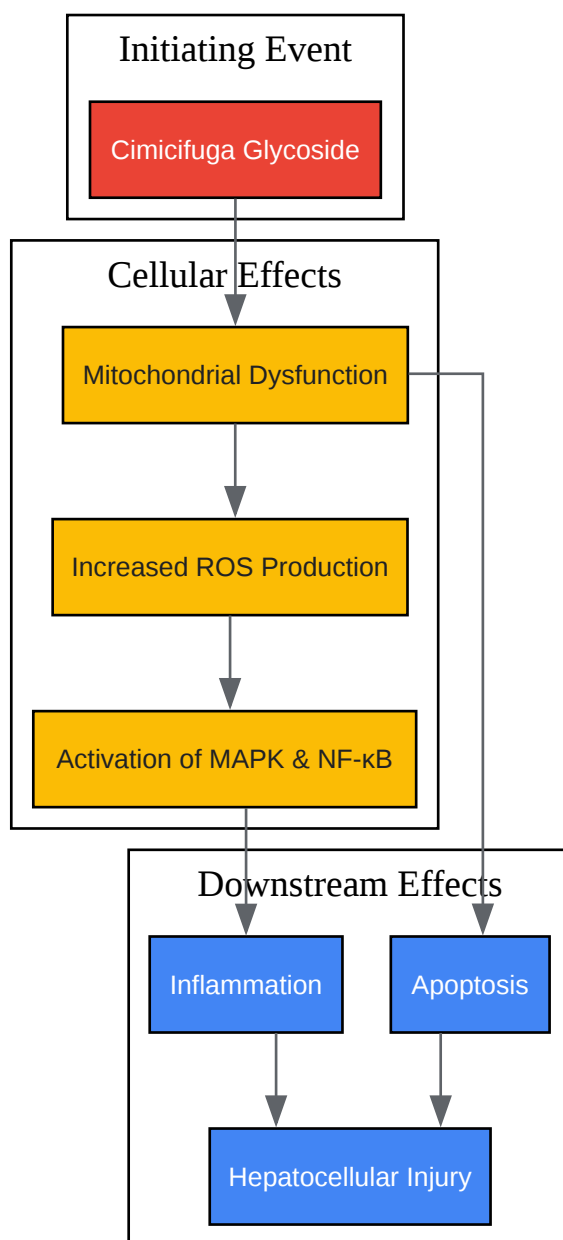 Initiating Event
Cimicifuga Glycoside
Cellular Effects
Mitochondrial Dysfunction
Increased ROS Production
Activation of MAPK & NF-κB
Downstream Effects
Inflammation
Apoptosis
Hepatocellular Injury